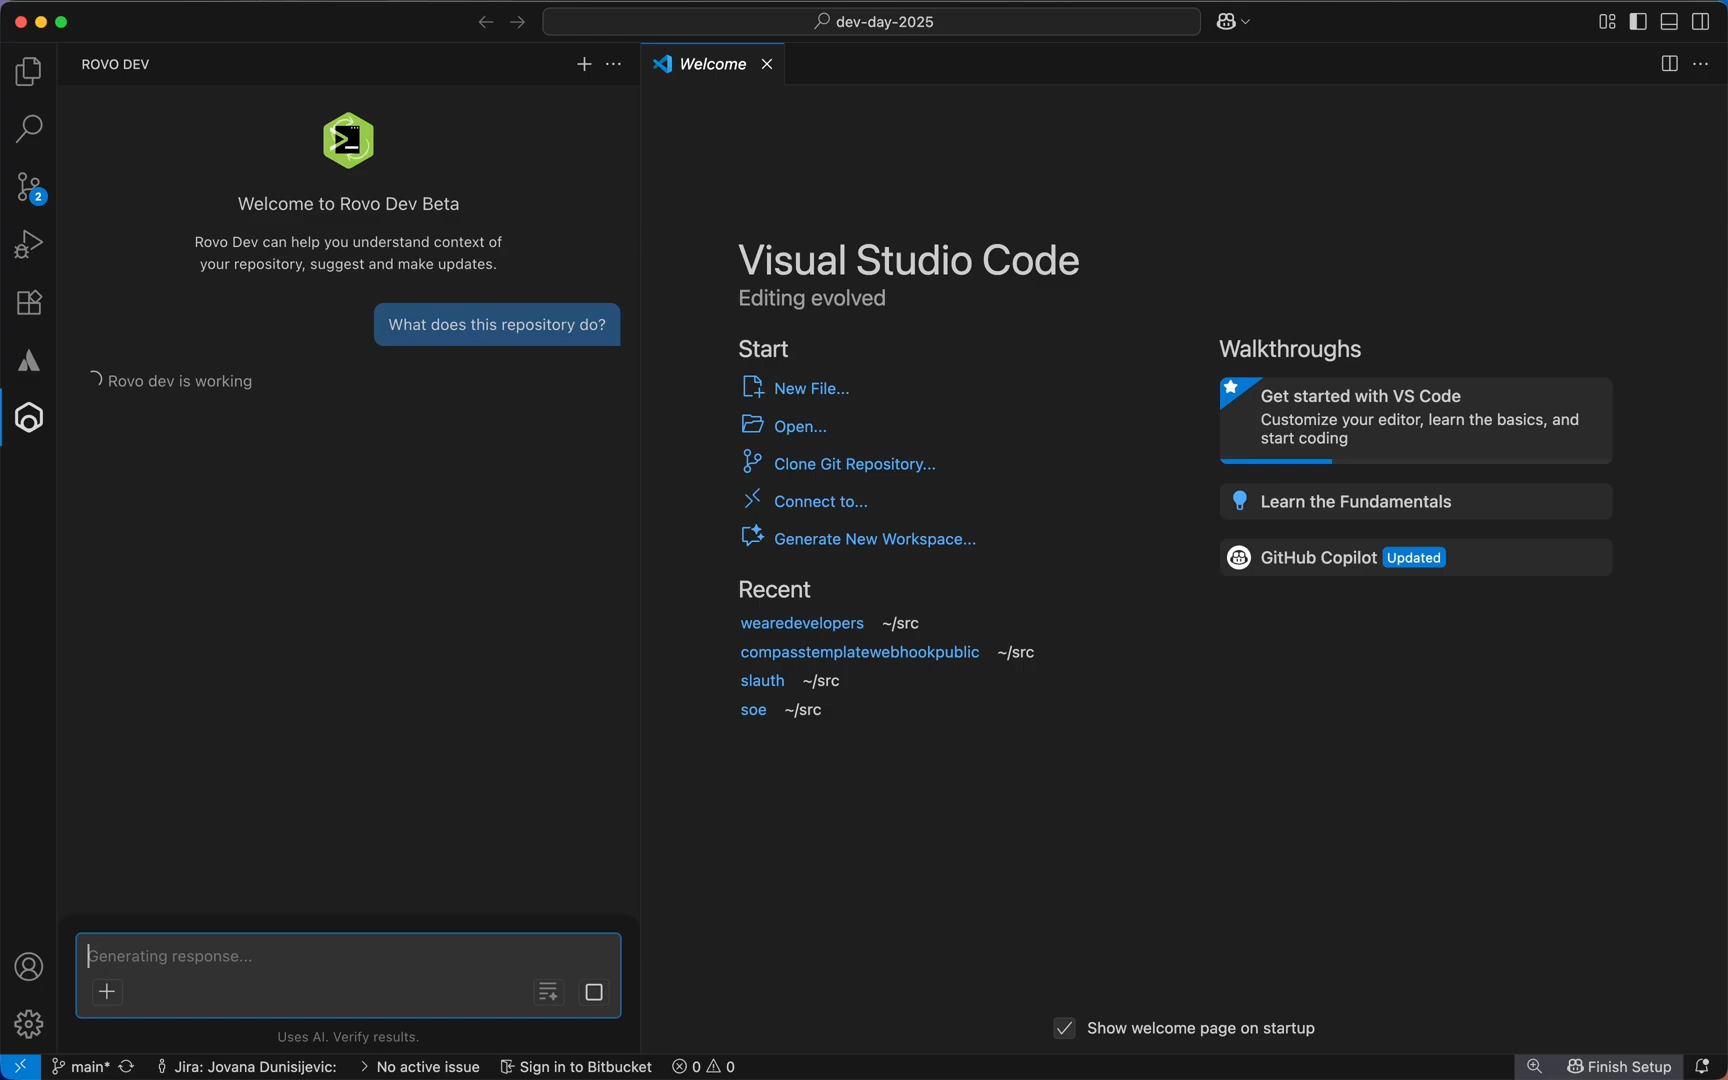 dev-day-2025
ROVO DEV
Welcome
Welcome to Rovo Dev Beta
Rovo Dev can help you understand context of
your repository, suggest and make updates.
What does this repository do?
Rovo dev is working
2
Visual Studio Code
Editing evolved
Start
New File...
Open...
Clone Git Repository...
Connect to...
Generate New Workspace...
Recent
wearedevelopers ~/src
compasstemplatewebhookpublic ~/src
slauth ~/src
soe ~/src
Walkthroughs
Get started with VS Code
Customize your editor, learn the basics, and
start coding
Learn the Fundamentals
GitHub Copilot Updated
Generating response...
Uses AI. Verify results.
Show welcome page on startup
main* Jira: Jovana Dunisijevic: No active issue Sign in to Bitbucket 0 0 Finish Setup